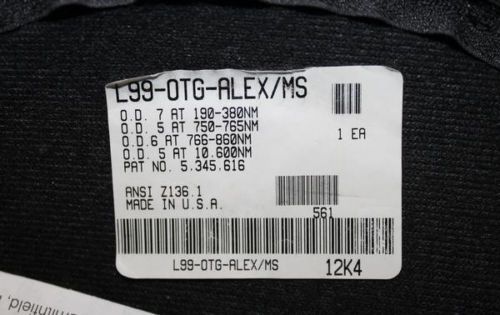 L99-OTG-ALEX/MS
O.D. 7 AT 190-380NM
O.D. 5 AT 750-765NM
O.D.6 AT 766-860NM
O.D. 5 AT 10.600NM
PAT NO. 5.345.616
1 EA
ANSI Z136.1
MADE IN U.S.A.
561
L99-OTG-ALEX/MS
12K4